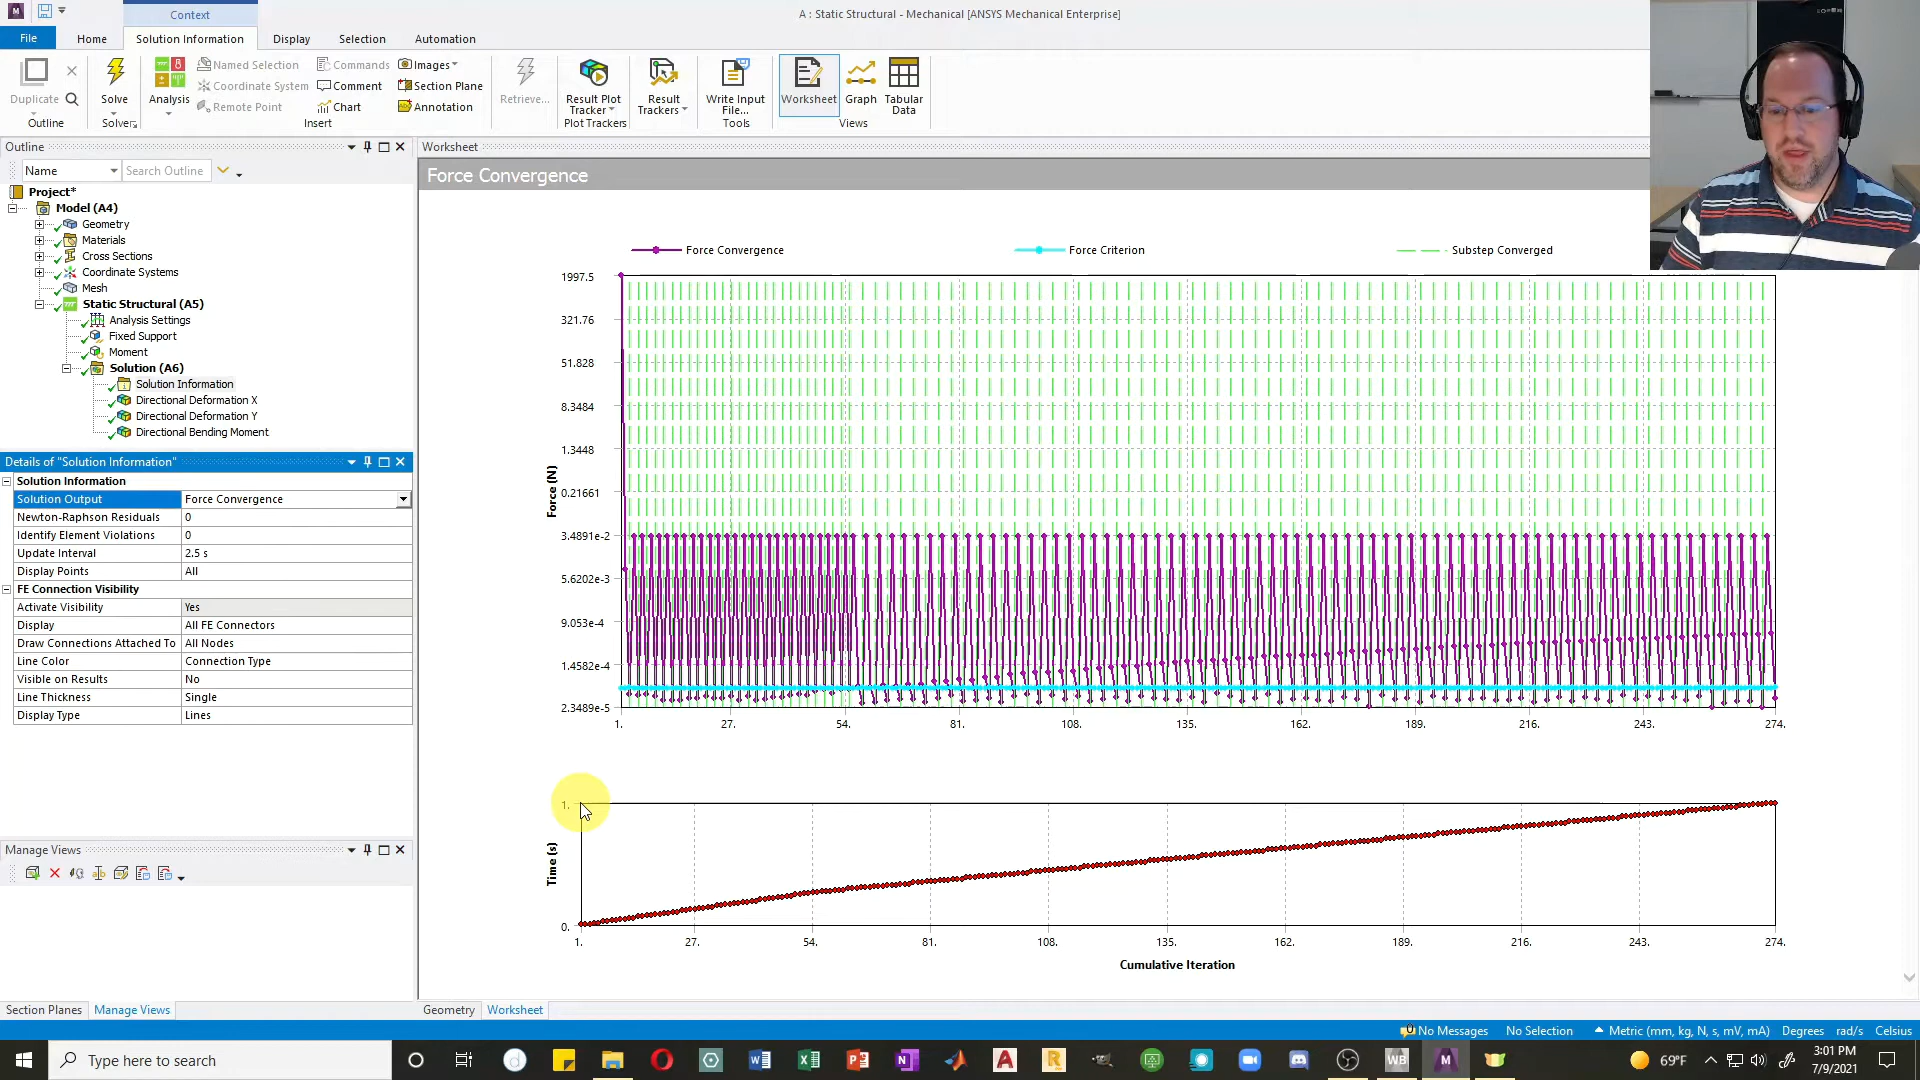 Context
A : Static Structural - Mechanical [ANSYS Mechanical Enterprise]
File
Home
Solution Information
Display
Selection
Automation
Duplicate
Outline
Solve
Solver
Analysis
Named Selection
Coordinate System
Remote Point
Commands
Comment
Chart
Images
Section Plane
Annotation
Insert
Retrieve...
Result Plot
Tracker
Plot Trackers
Result
Trackers
Write Input
File...
Tools
Worksheet
Graph
Tabular
Data
Views
Outline
Name
Search Outline
Project*
Model (A4)
Geometry
Materials
Cross Sections
Coordinate Systems
Mesh
Static Structural (A5)
Analysis Settings
Fixed Support
Moment
Solution (A6)
Solution Information
Directional Deformation X
Directional Deformation Y
Directional Bending Moment
Details of "Solution Information"
Solution Information
Solution Output Force Convergence
Newton-Raphson Residuals 0
Identify Element Violations 0
Update Interval 2.5 s
Display Points All
FE Connection Visibility
Activate Visibility Yes
Display All FE Connectors
Draw Connections Attached To All Nodes
Line Color Connection Type
Visible on Results No
Line Thickness Single
Display Type Lines
Manage Views
Section Planes
Manage Views
Worksheet
Force Convergence
Force Convergence
Force Criterion
Substep Converged
1997.5
321.76
51.828
8.3484
1.3448
0.21661
3.4891e-2
5.6202e-3
9.053e-4
1.4582e-4
2.3489e-5
Force (N)
1. 27. 54. 81. 108. 135. 162. 189. 216. 243. 274.
1.
0.
Time (s)
1. 27. 54. 81. 108. 135. 162. 189. 216. 243. 274.
Cumulative Iteration
Geometry
Worksheet
No Messages
No Selection
Metric (mm, kg, N, s, mV, mA)
Degrees
rad/s
Celsius
Type here to search
69°F
3:01 PM
7/9/2021